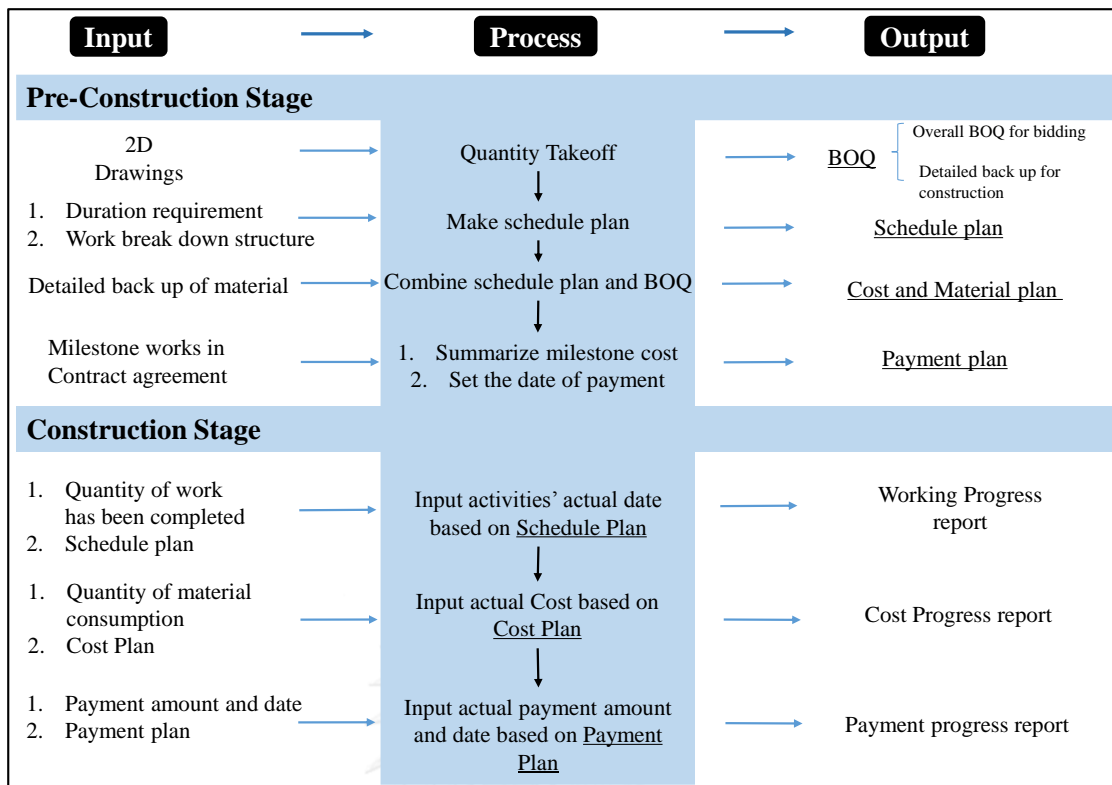 Input
Process
Output
Pre-Construction Stage
2D
Drawings
Quantity Takeoff
BOQ
Overall BOQ for bidding
Detailed back up for
construction
1. Duration requirement
2. Work break down structure
Make schedule plan
Schedule plan
Detailed back up of material
Combine schedule plan and BOQ
Cost and Material plan
Milestone works in
Contract agreement
1. Summarize milestone cost
2. Set the date of payment
Payment plan
Construction Stage
1. Quantity of work
has been completed
2. Schedule plan
Input activities’ actual date
based on Schedule Plan
Working Progress
report
1. Quantity of material
consumption
2. Cost Plan
Input actual Cost based on
Cost Plan
Cost Progress report
1. Payment amount and date
2. Payment plan
Input actual payment amount
and date based on Payment
Plan
Payment progress report